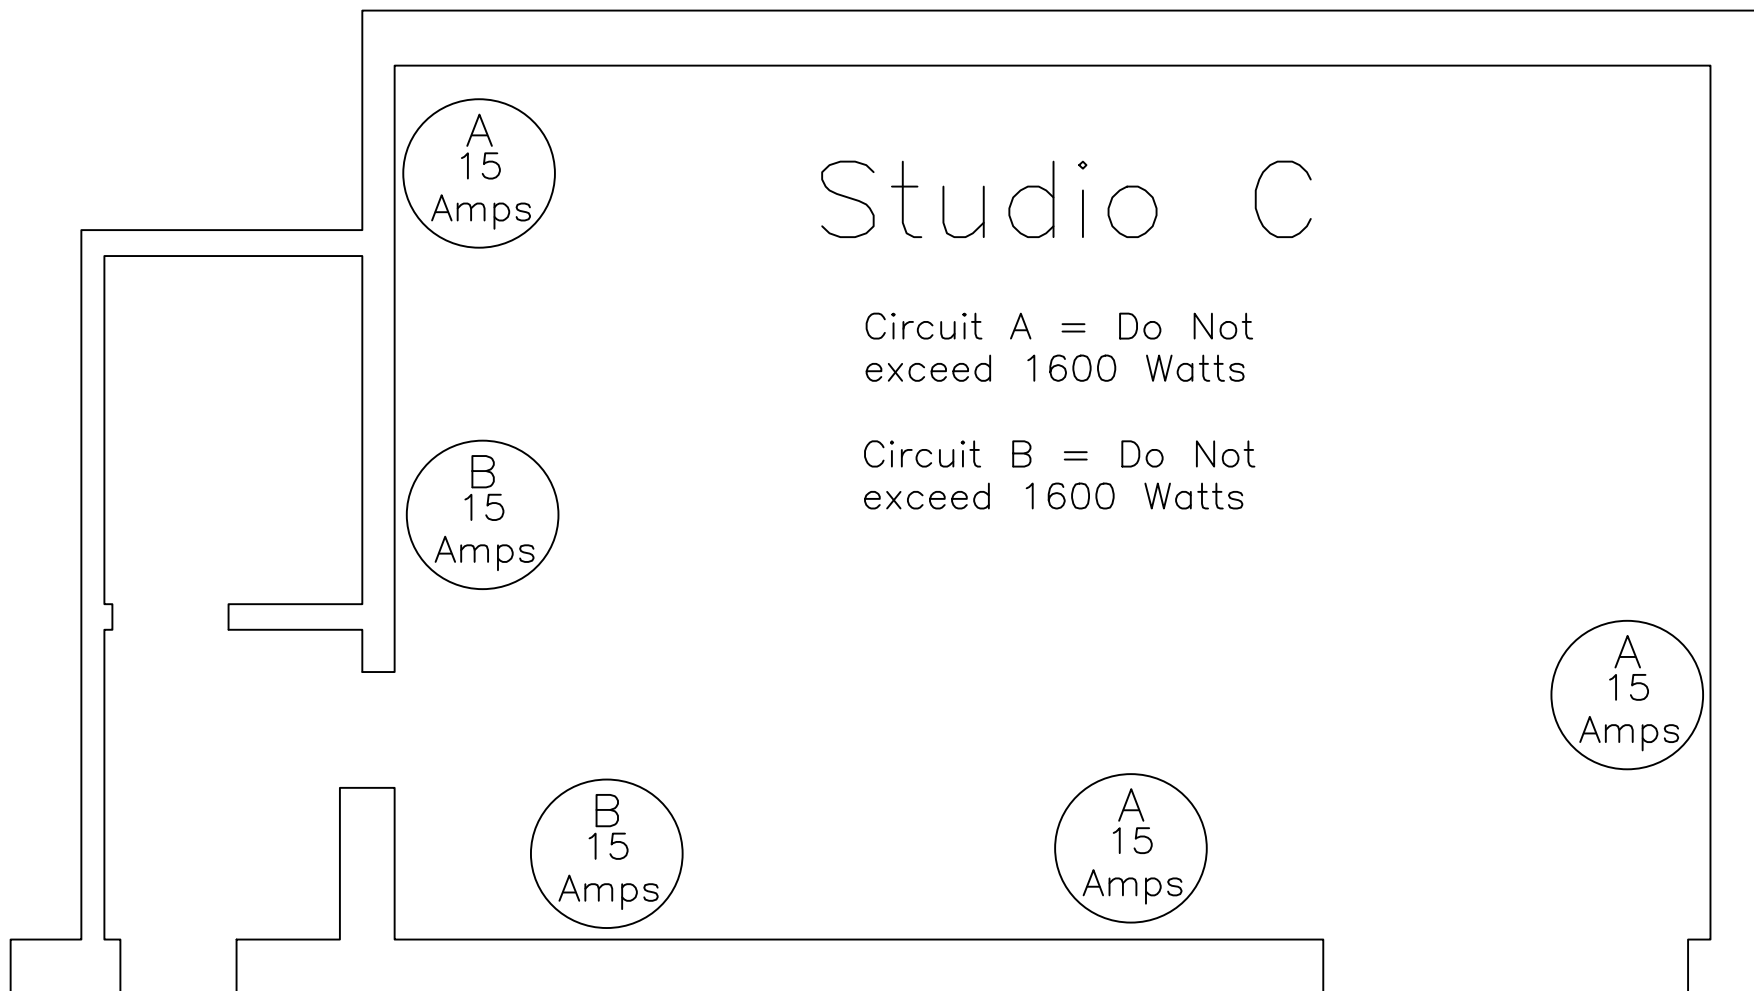 A
15
Amps
Studio C
Circuit A = Do Not
exceed 1600 Watts
Circuit B = Do Not
exceed 1600 Watts
B
15
Amps
A
15
Amps
B
15
Amps
A
15
Amps